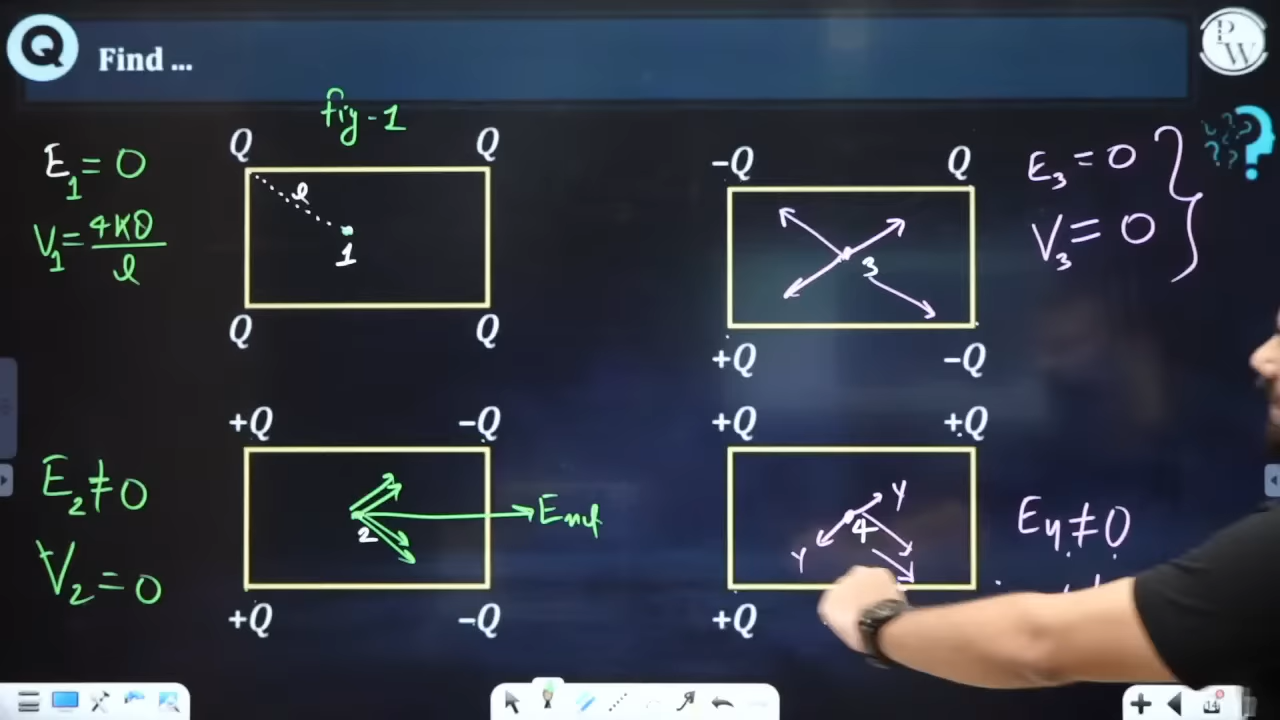 Q Find ...
P
W
fig-1
E₁ = 0
V₁ = 4KQ/l
Q Q
l
1
Q Q
-Q Q
3
+Q -Q
E₃ = 0
V₃ = 0
E₂ ≠ 0
V₂ = 0
+Q -Q
2
Enet
+Q -Q
+Q +Q
Y
4
Y
+Q
E₄ ≠ 0
14